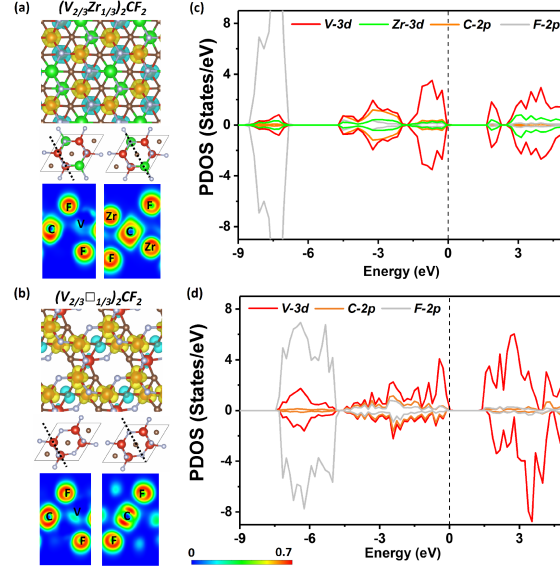 (a)
(V2/3Zr1/3)2CF2
F
C
V
F
F
Zr
C
F
Zr
(b)
(V2/3□1/3)2CF2
F
C
V
F
F
C
F
0
0.7
(c)
V-3d
Zr-3d
C-2p
F-2p
PDOS (States/eV)
8
4
0
-4
-8
-9
-6
-3
0
3
Energy (eV)
(d)
V-3d
C-2p
F-2p
PDOS (States/eV)
8
4
0
-4
-8
-9
-6
-3
0
3
Energy (eV)